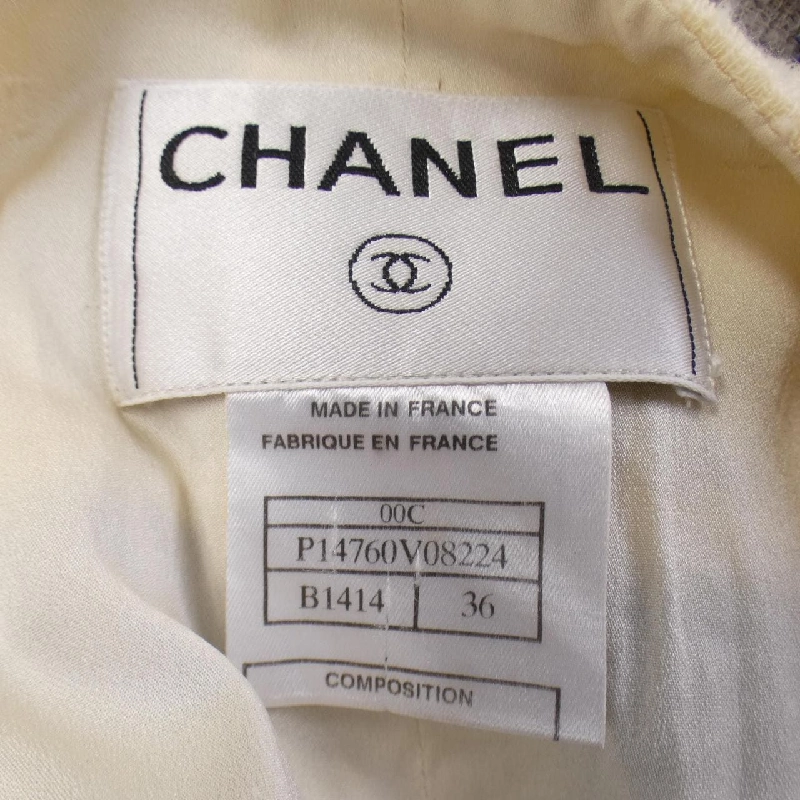 CHANEL
MADE IN FRANCE
FABRIQUE EN FRANCE
00C
P14760V08224
B1414 36
COMPOSITION